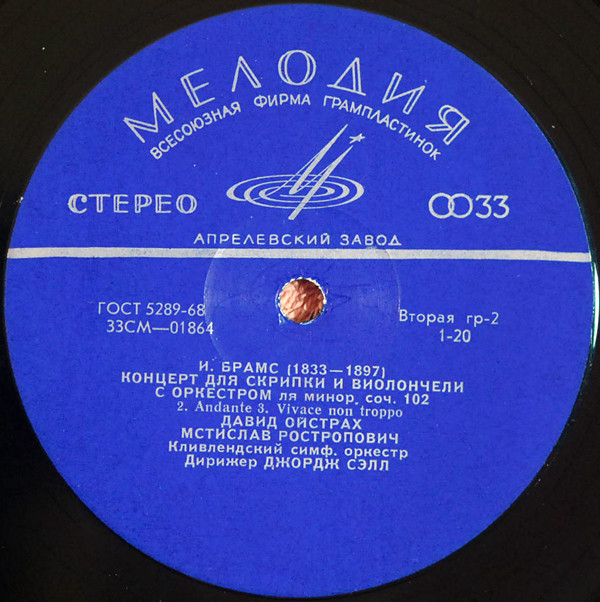 МЕЛОДИЯ
ВСЕСОЮЗНАЯ ФИРМА ГРАМПЛАСТИНОК
СТЕРЕО
33
АПРЕЛЕВСКИЙ ЗАВОД
ГОСТ 5289-68
33СМ—01864
Вторая гр-2
1-20
И. БРАМС (1833—1897)
КОНЦЕРТ ДЛЯ СКРИПКИ И ВИОЛОНЧЕЛИ
С ОРКЕСТРОМ ля минор, соч. 102
2. Andante 3. Vivace non troppo
ДАВИД ОЙСТРАХ
МСТИСЛАВ РОСТРОПОВИЧ
Кливлендский симф. оркестр
Дирижер ДЖОРДЖ СЭЛЛ